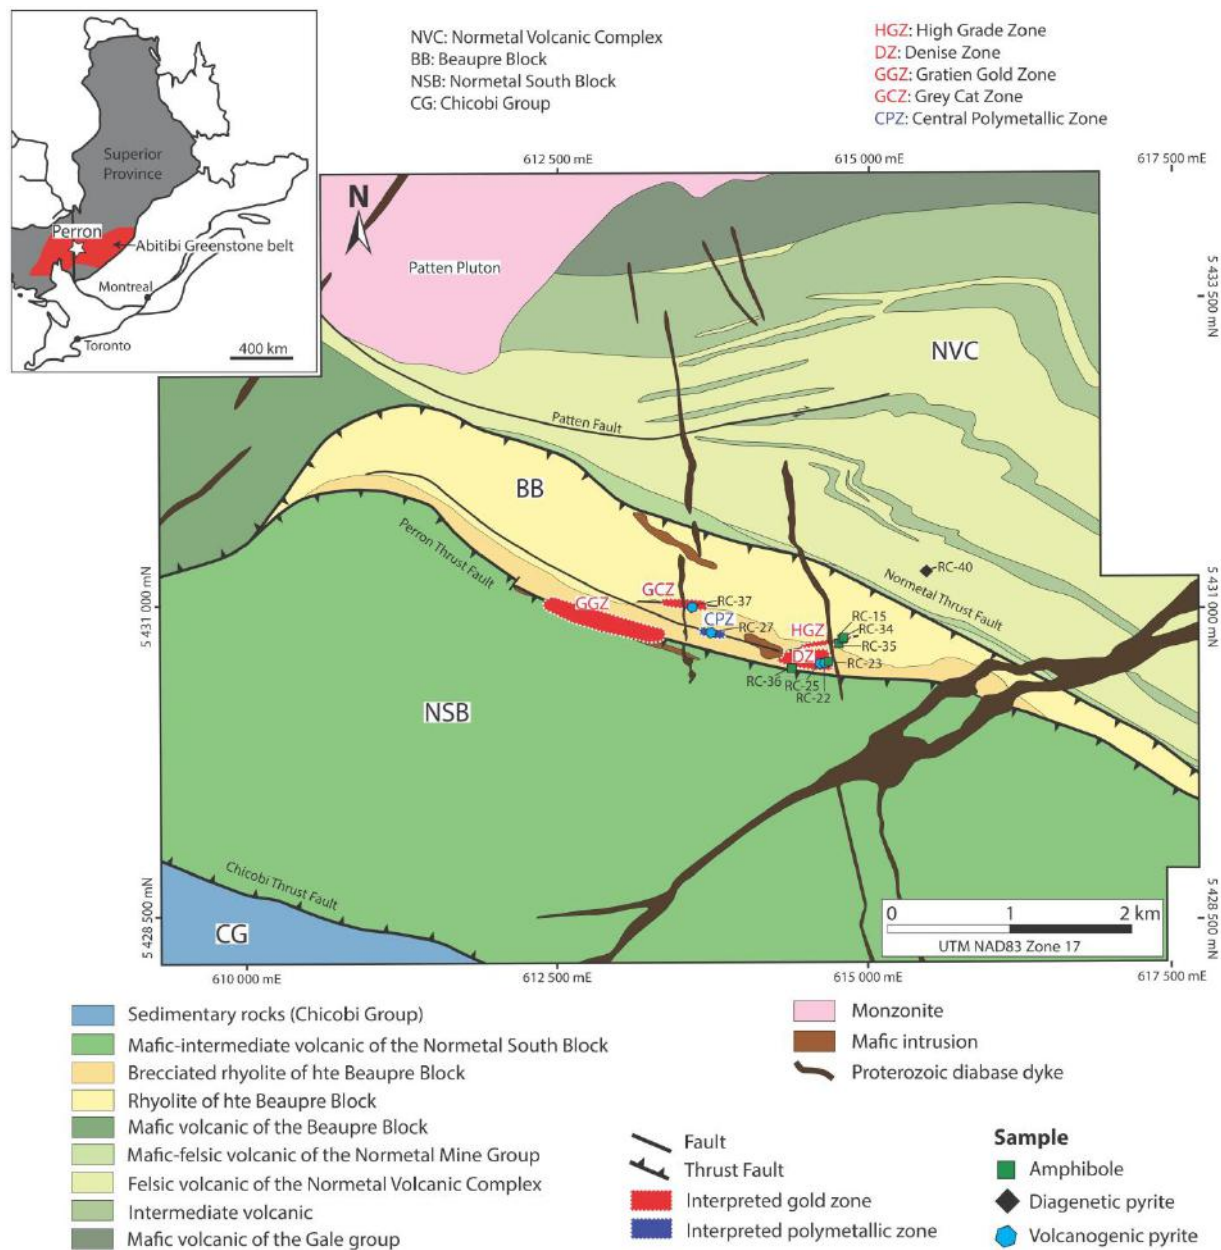 NVC: Normetal Volcanic Complex
BB: Beaupre Block
NSB: Normetal South Block
CG: Chicobi Group
HGZ: High Grade Zone
DZ: Denise Zone
GGZ: Gratien Gold Zone
GCZ: Grey Cat Zone
CPZ: Central Polymetallic Zone
Superior
Province
Perron
Abitibi Greenstone belt
Montreal
Toronto
400 km
612 500 mE
615 000 mE
617 500 mE
N
Patten Pluton
5 433 500 mN
NVC
Patten Fault
BB
Perron Thrust Fault
RC-40
Normetal Thrust Fault
5 431 000 mN
5 431 000 mN
GCZ
GGZ
RC-37
CPZ
RC-27
RC-15
HGZ
RC-34
RC-35
DZ
RC-23
RC-36
RC-25
RC-22
NSB
Chicobi Thrust Fault
CG
5 428 500 mN
5 428 500 mN
0 1 2 km
UTM NAD83 Zone 17
610 000 mE
612 500 mE
615 000 mE
617 500 mE
Sedimentary rocks (Chicobi Group)
Mafic-intermediate volcanic of the Normetal South Block
Brecciated rhyolite of hte Beaupre Block
Rhyolite of hte Beaupre Block
Mafic volcanic of the Beaupre Block
Mafic-felsic volcanic of the Normetal Mine Group
Felsic volcanic of the Normetal Volcanic Complex
Intermediate volcanic
Mafic volcanic of the Gale group
Monzonite
Mafic intrusion
Proterozoic diabase dyke
Fault
Thrust Fault
Interpreted gold zone
Interpreted polymetallic zone
Sample
Amphibole
Diagenetic pyrite
Volcanogenic pyrite